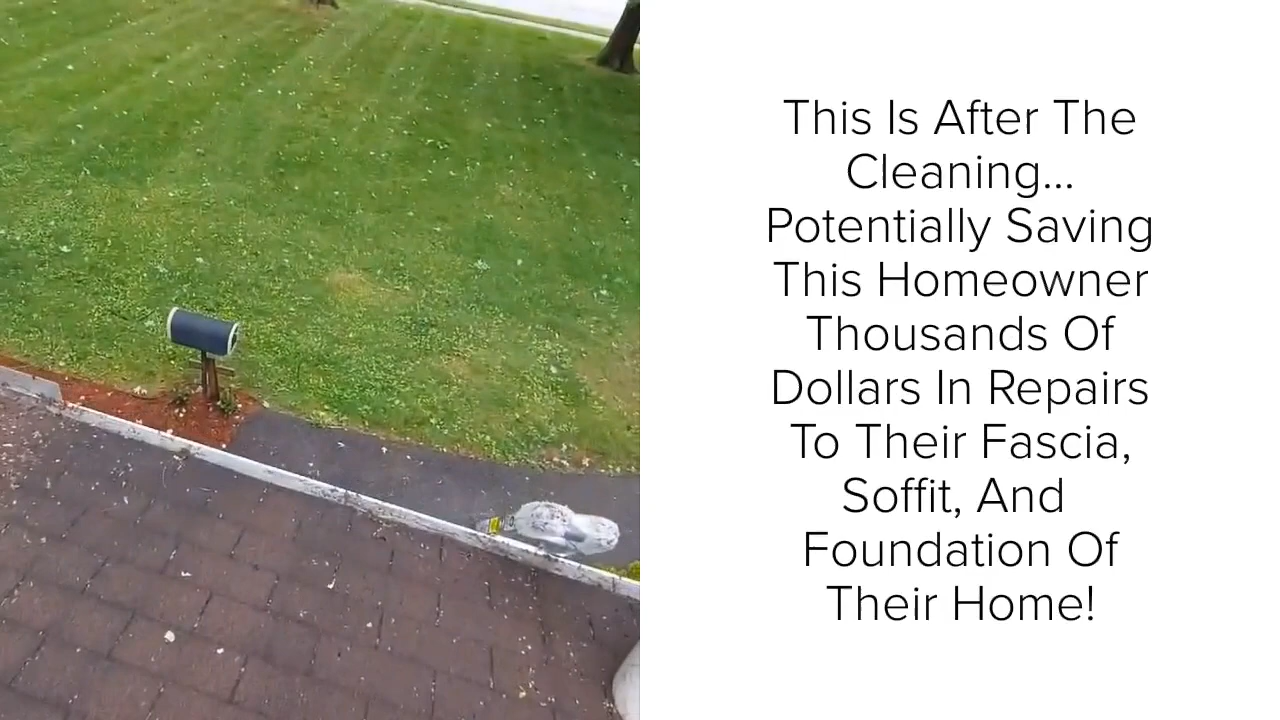 This Is After The
Cleaning...
Potentially Saving
This Homeowner
Thousands Of
Dollars In Repairs
To Their Fascia,
Soffit, And
Foundation Of
Their Home!